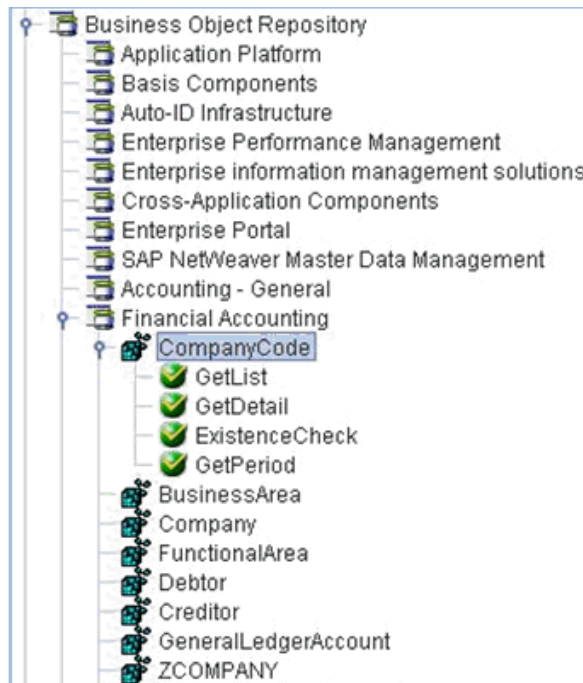 Business Object Repository
Application Platform
Basis Components
Auto-ID Infrastructure
Enterprise Performance Management
Enterprise information management solutions
Cross-Application Components
Enterprise Portal
SAP NetWeaver Master Data Management
Accounting - General
Financial Accounting
CompanyCode
GetList
GetDetail
ExistenceCheck
GetPeriod
BusinessArea
Company
FunctionalArea
Debtor
Creditor
GeneralLedgerAccount
ZCOMPANY